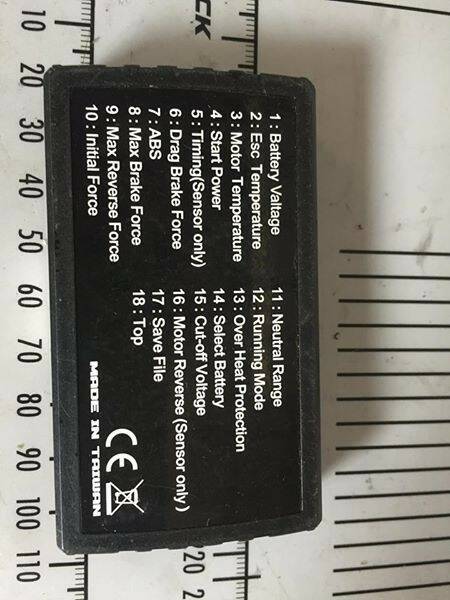 CK
10 20 30 40 50 60 70 80 90 100 110
1 : Battery Valtage
2 : Esc Temperature
3 : Motor Temperature
4 : Start Power
5 : Timing(Sensor only)
6 : Drag Brake Force
7 : ABS
8 : Max Brake Force
9 : Max Reverse Force
10 : Initial Force
11 : Neutral Range
12 : Running Mode
13 : Over Heat Protection
14 : Select Battery
15 : Cut-off Voltage
16 : Motor Reverse (Sensor only)
17 : Save File
18 : Top
CE
MADE IN TAIWAN
20